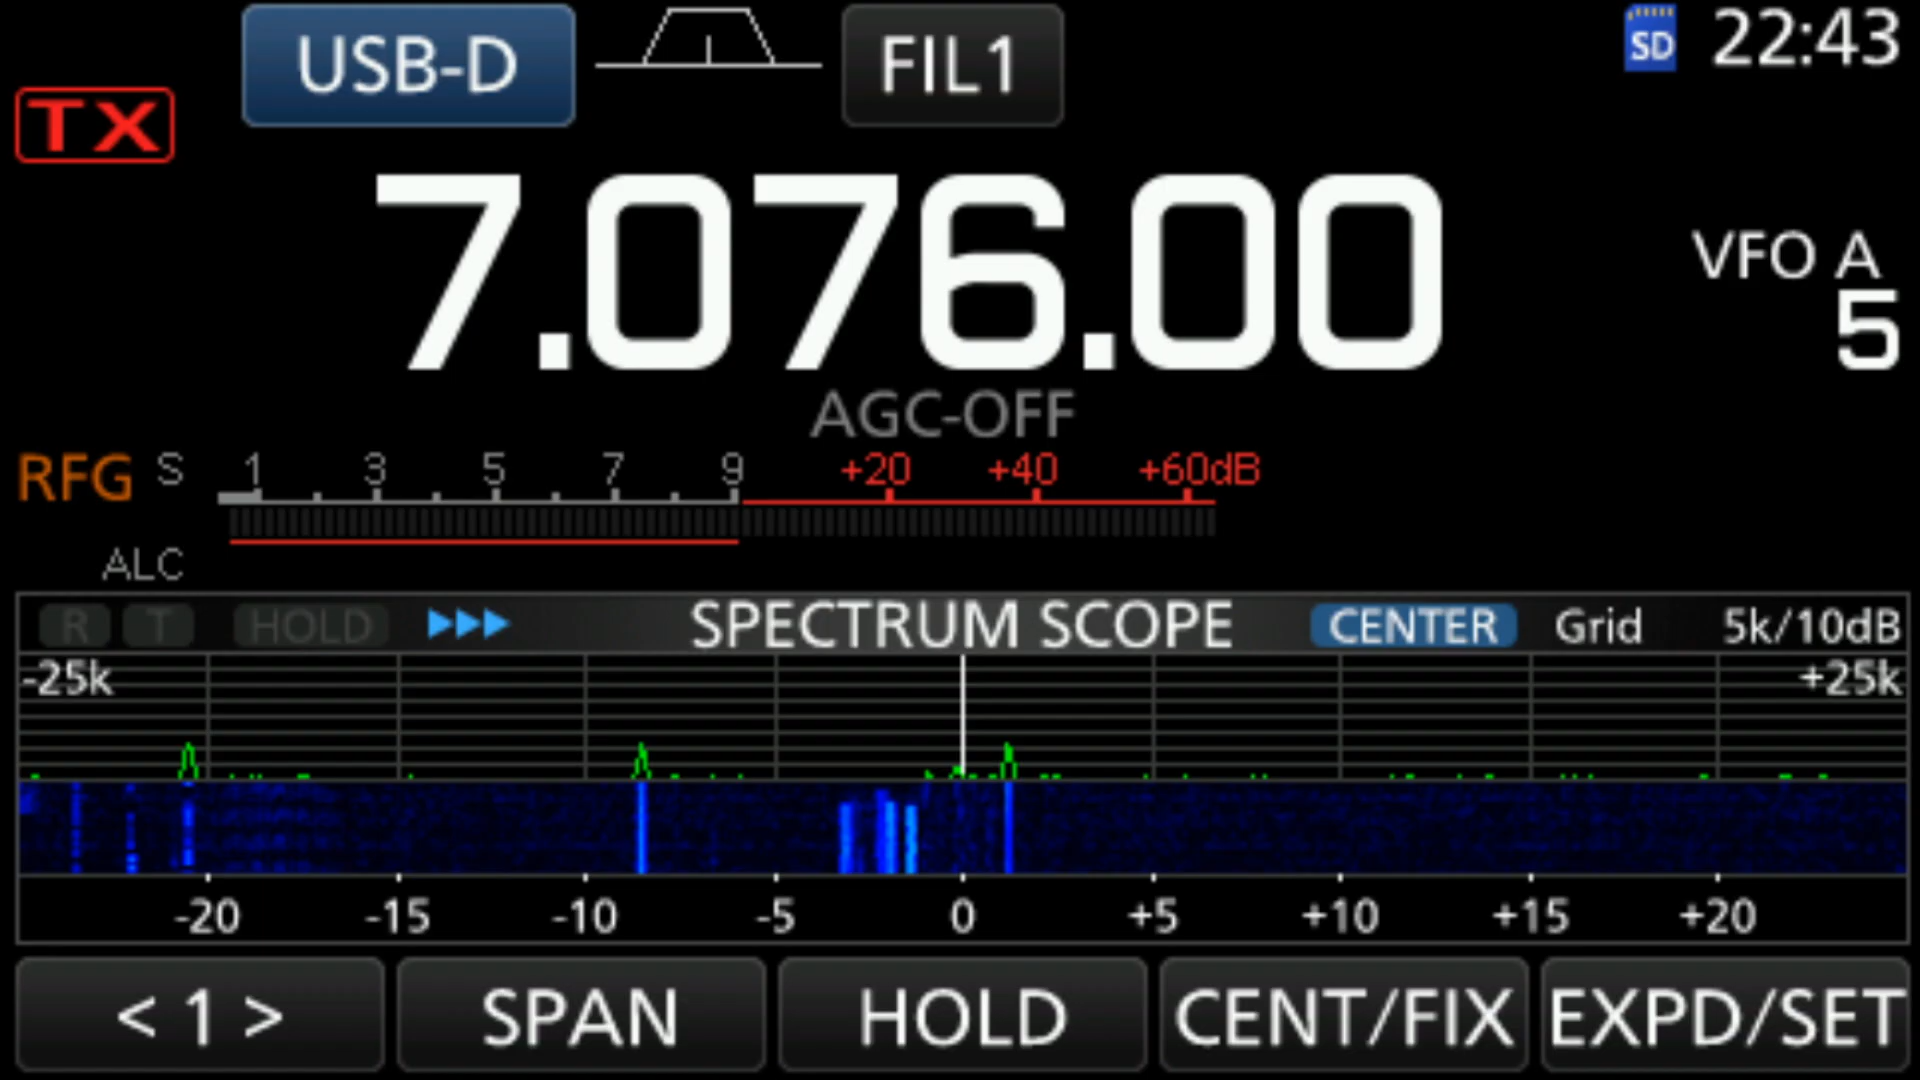 USB-D FIL1 SD 22:43
TX
7.076.00
VFO A
5
AGC-OFF
RFG S 1 3 5 7 9 +20 +40 +60dB
ALC
R T HOLD SPECTRUM SCOPE CENTER Grid 5k/10dB
-25k +25k
-20 -15 -10 -5 0 +5 +10 +15 +20
< 1 > SPAN HOLD CENT/FIX EXPD/SET